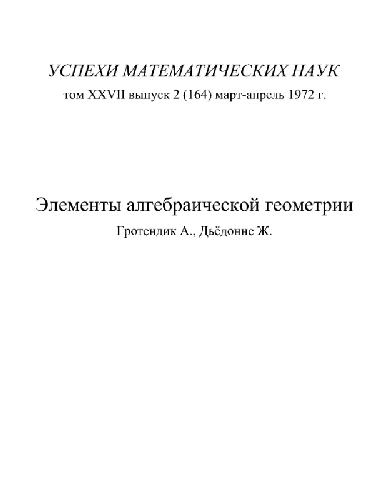 УСПЕХИ МАТЕМАТИЧЕСКИХ НАУК
том XXVII выпуск 2 (164) март-апрель 1972 г.
Элементы алгебраической геометрии
Гротендик А., Дьёдонне Ж.